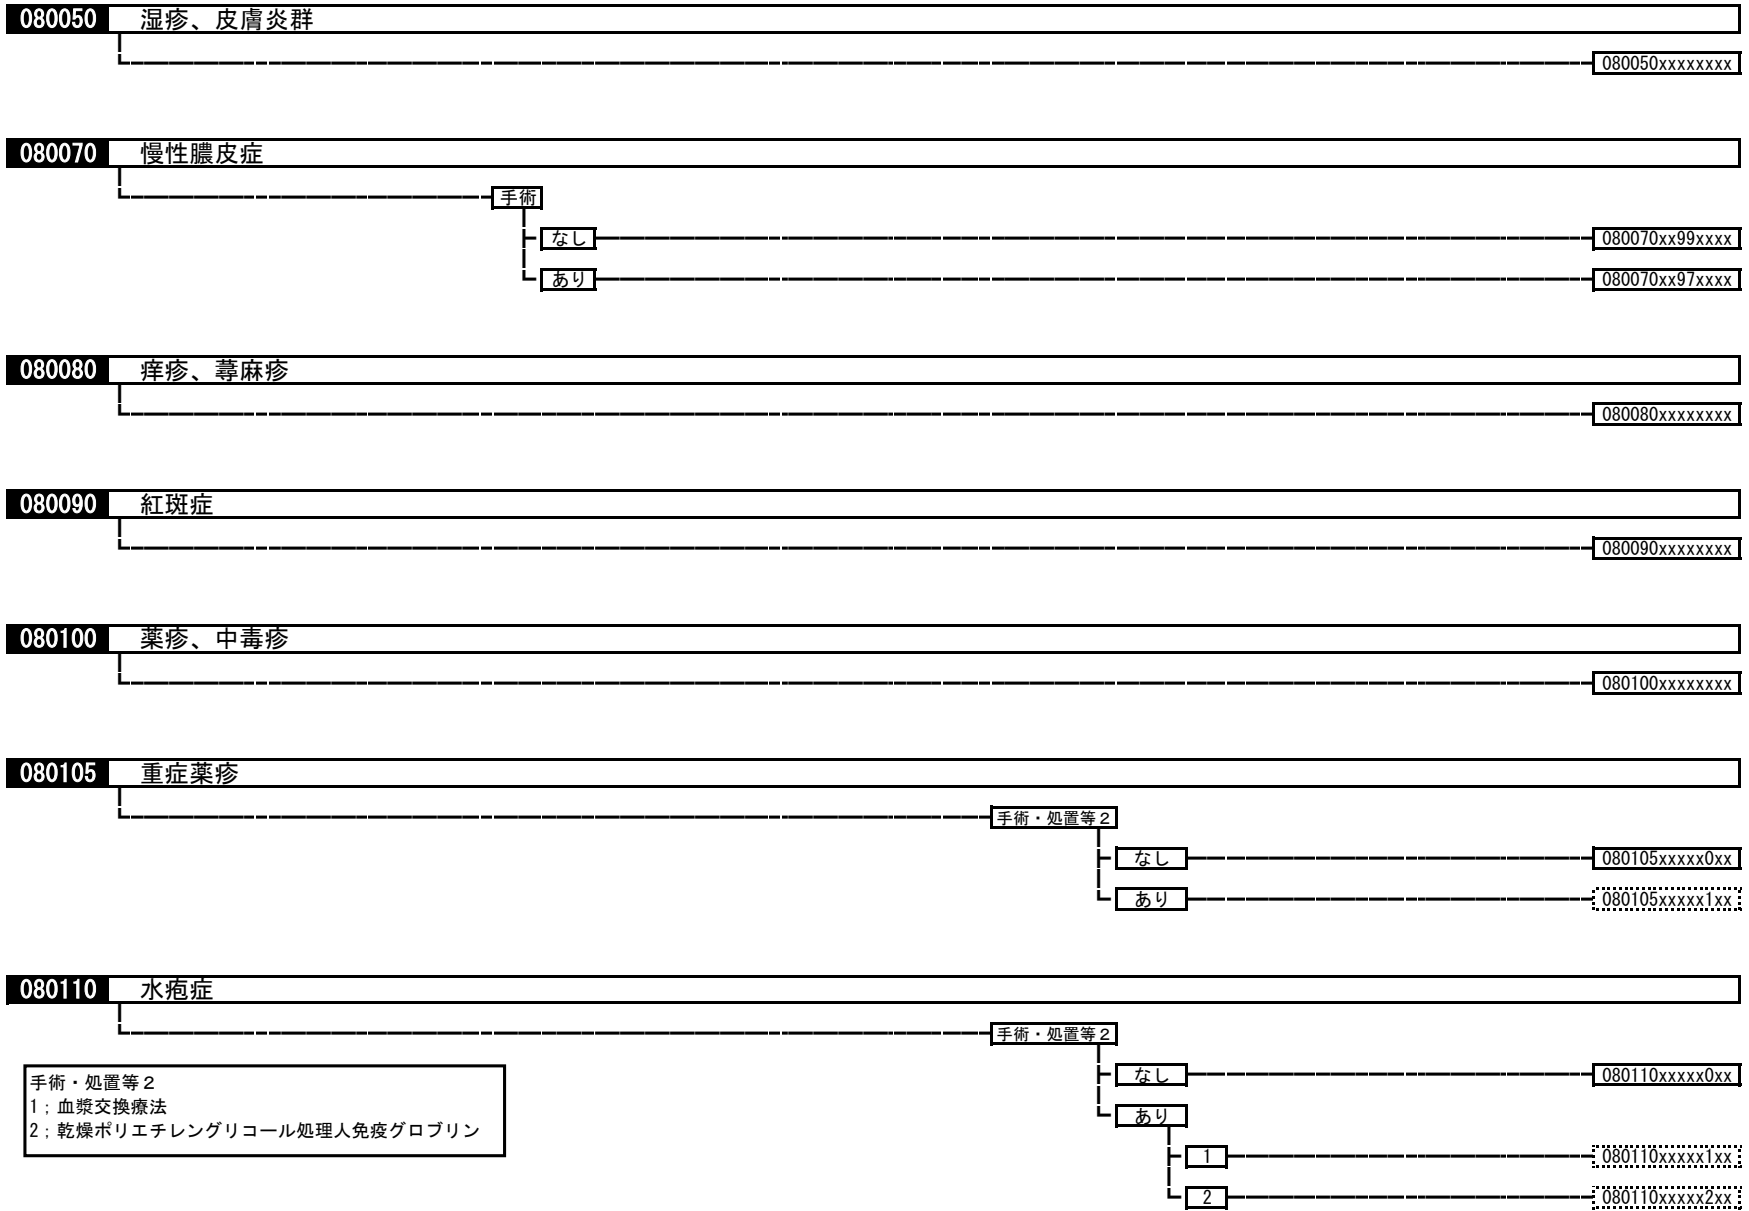 080050 湿疹、皮膚炎群
080050xxxxxxxx
080070 慢性膿皮症
手術
なし 080070xx99xxxx
あり 080070xx97xxxx
080080 痒疹、蕁麻疹
080080xxxxxxxx
080090 紅斑症
080090xxxxxxxx
080100 薬疹、中毒疹
080100xxxxxxxx
080105 重症薬疹
手術・処置等2
なし 080105xxxxx0xx
あり 080105xxxxx1xx
080110 水疱症
手術・処置等2
なし 080110xxxxx0xx
あり
1 080110xxxxx1xx
2 080110xxxxx2xx
手術・処置等2
1;血漿交換療法
2;乾燥ポリエチレングリコール処理人免疫グロブリン